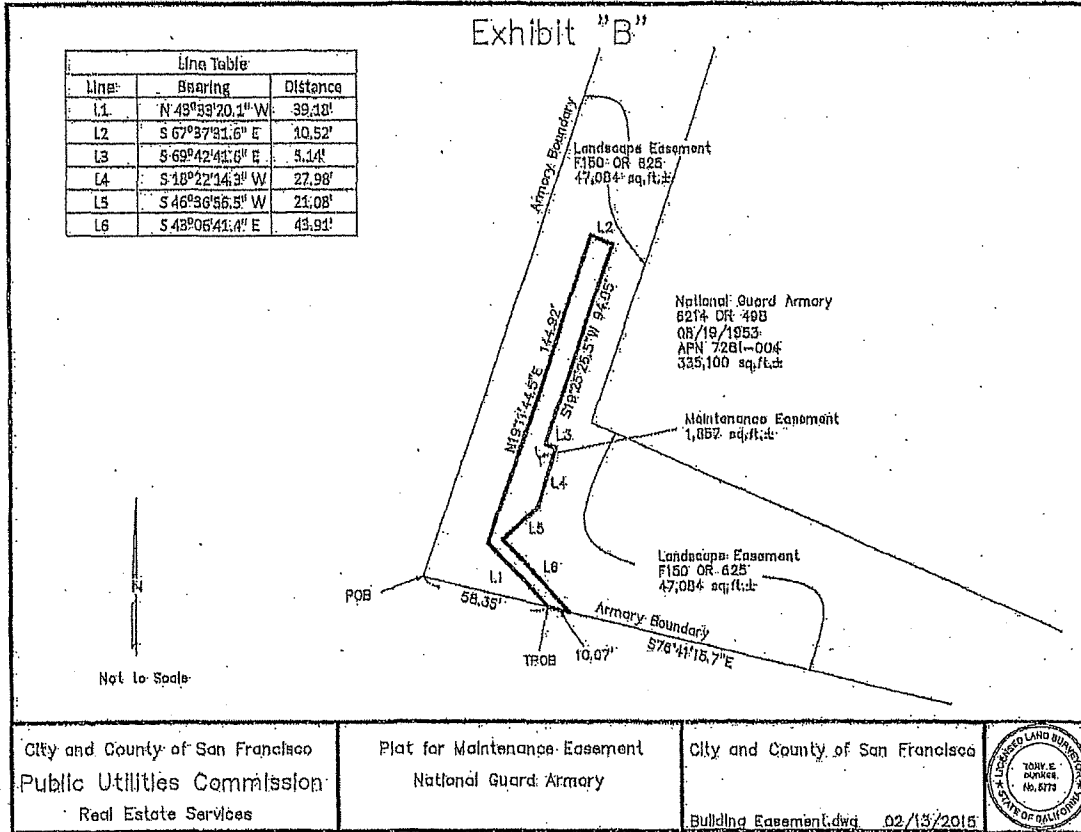 Exhibit "B"
Line Table
Line: Bearing Distance
L1 N 43°33'20.1" W 39.18'
L2 S 67°37'31.6" E 10.52'
L3 S 69°42'41.6" E 5.14'
L4 S 18°22'14.3" W 27.98'
L5 S 46°36'56.5" W 21.08'
L6 S 43°06'41.4" E 43.91'
Armory Boundary
Landscape Easement
F150 OR 625
47,084 sq.ft.±
L2
N19°11'44.5"E 144.92'
S19°25'25.5"W 94.05'
National Guard Armory
6214 OR 498
08/19/1953
APN 7281-004
335,100 sq.ft.±
L3
Maintenance Easement
sq.ft.±
L4
L5
L1
L6
Landscape Easement
F150 OR 625
47,084 sq.ft.±
POB
58.35'
Armory Boundary
S76°41'15.7"E
TPOB
10.07'
N
Not to Scale
City and County of San Francisco
Public Utilities Commission
Real Estate Services
Plat for Maintenance Easement
National Guard Armory
City and County of San Francisco
Building Easement.dwg 02/13/2015
LICENSED LAND SURVEYOR
STATE OF CALIFORNIA